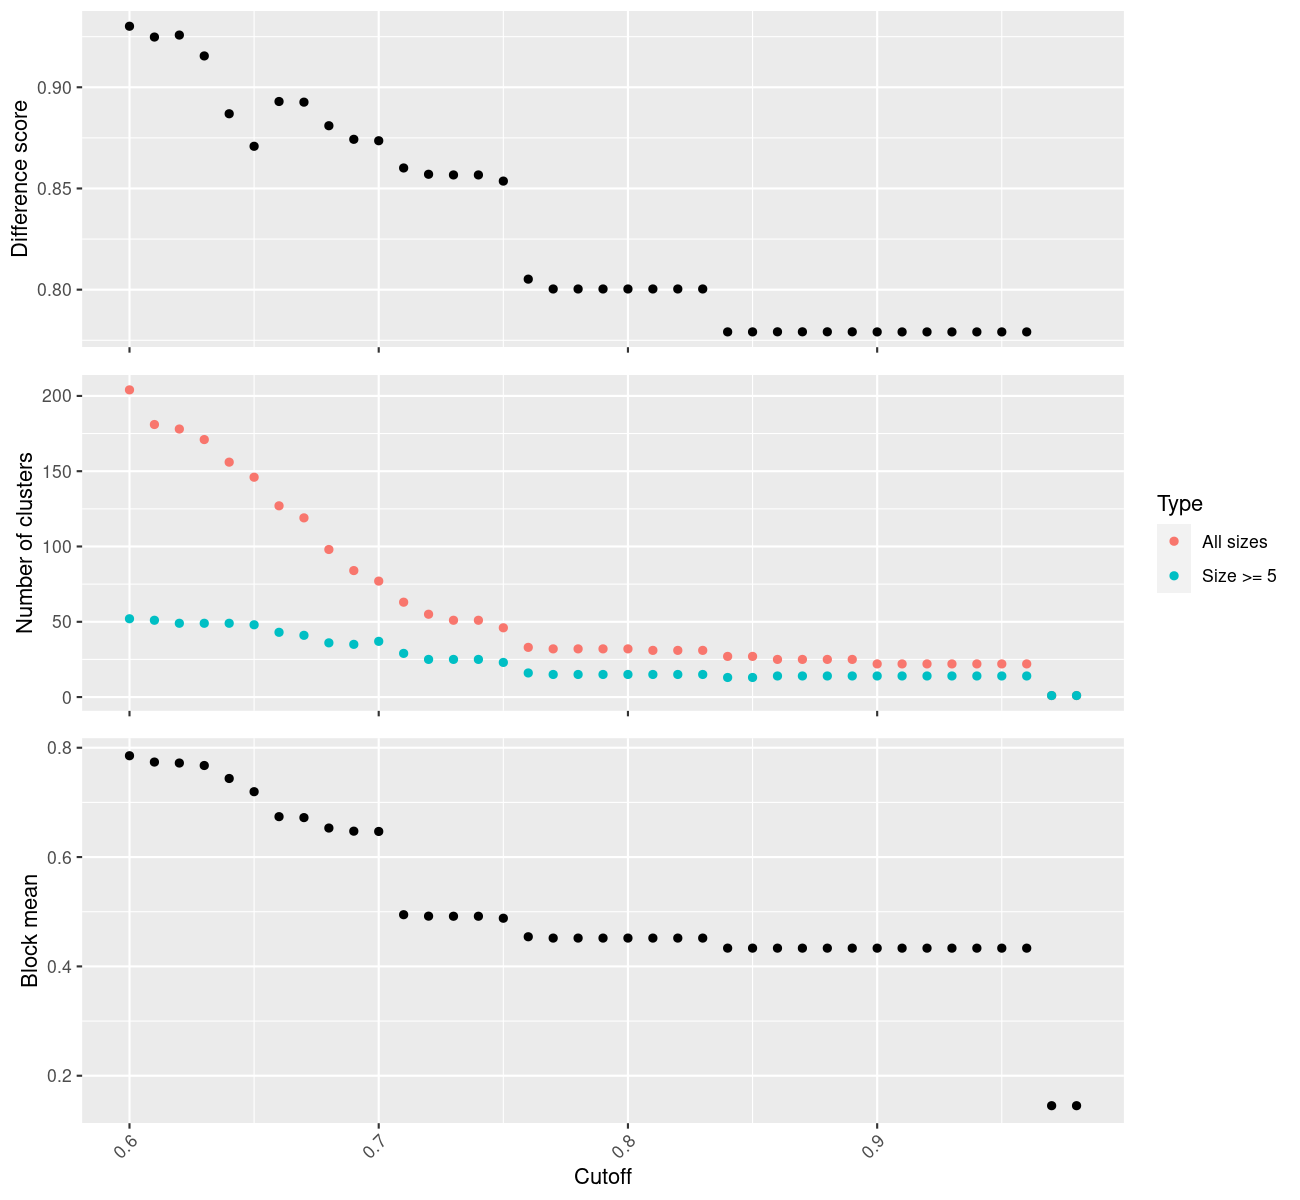 Difference score
0.90
0.85
0.80
Number of clusters
200
150
100
50
0
Type
All sizes
Size >= 5
Block mean
0.8
0.6
0.4
0.2
0.6 0.7 0.8 0.9
Cutoff